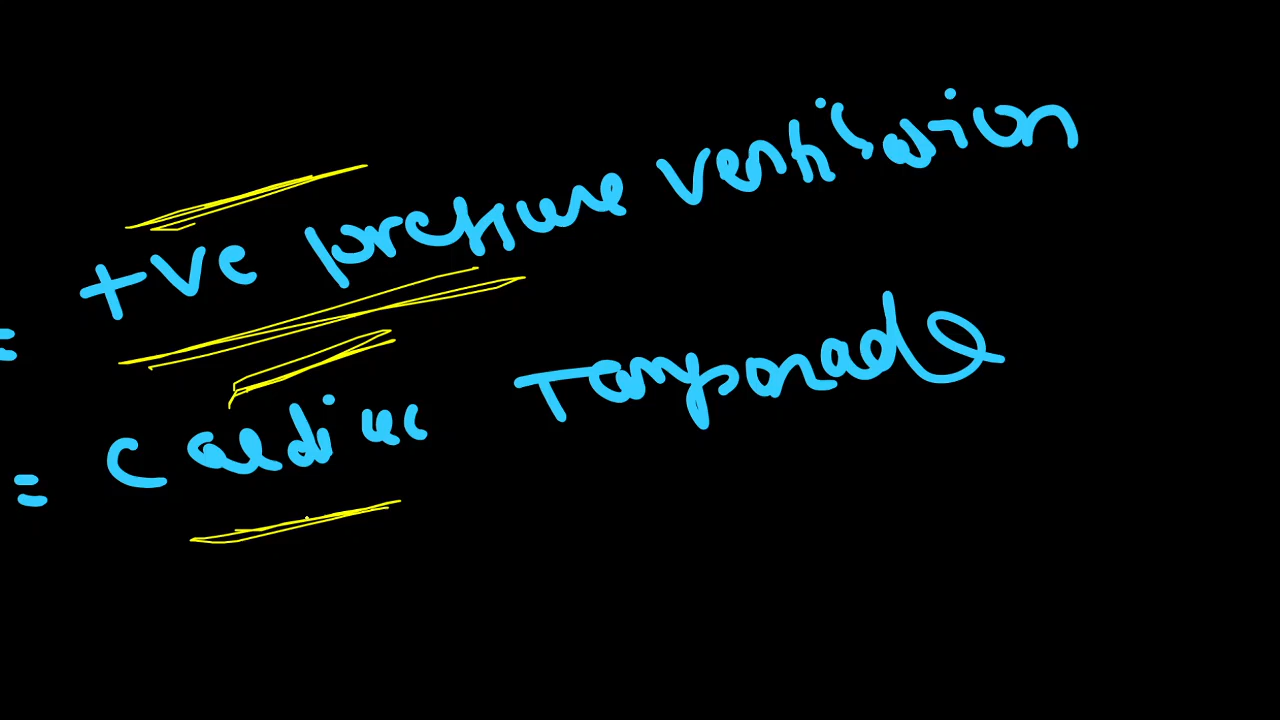 = +ve pressure ventilation
= Cardiac Tamponade